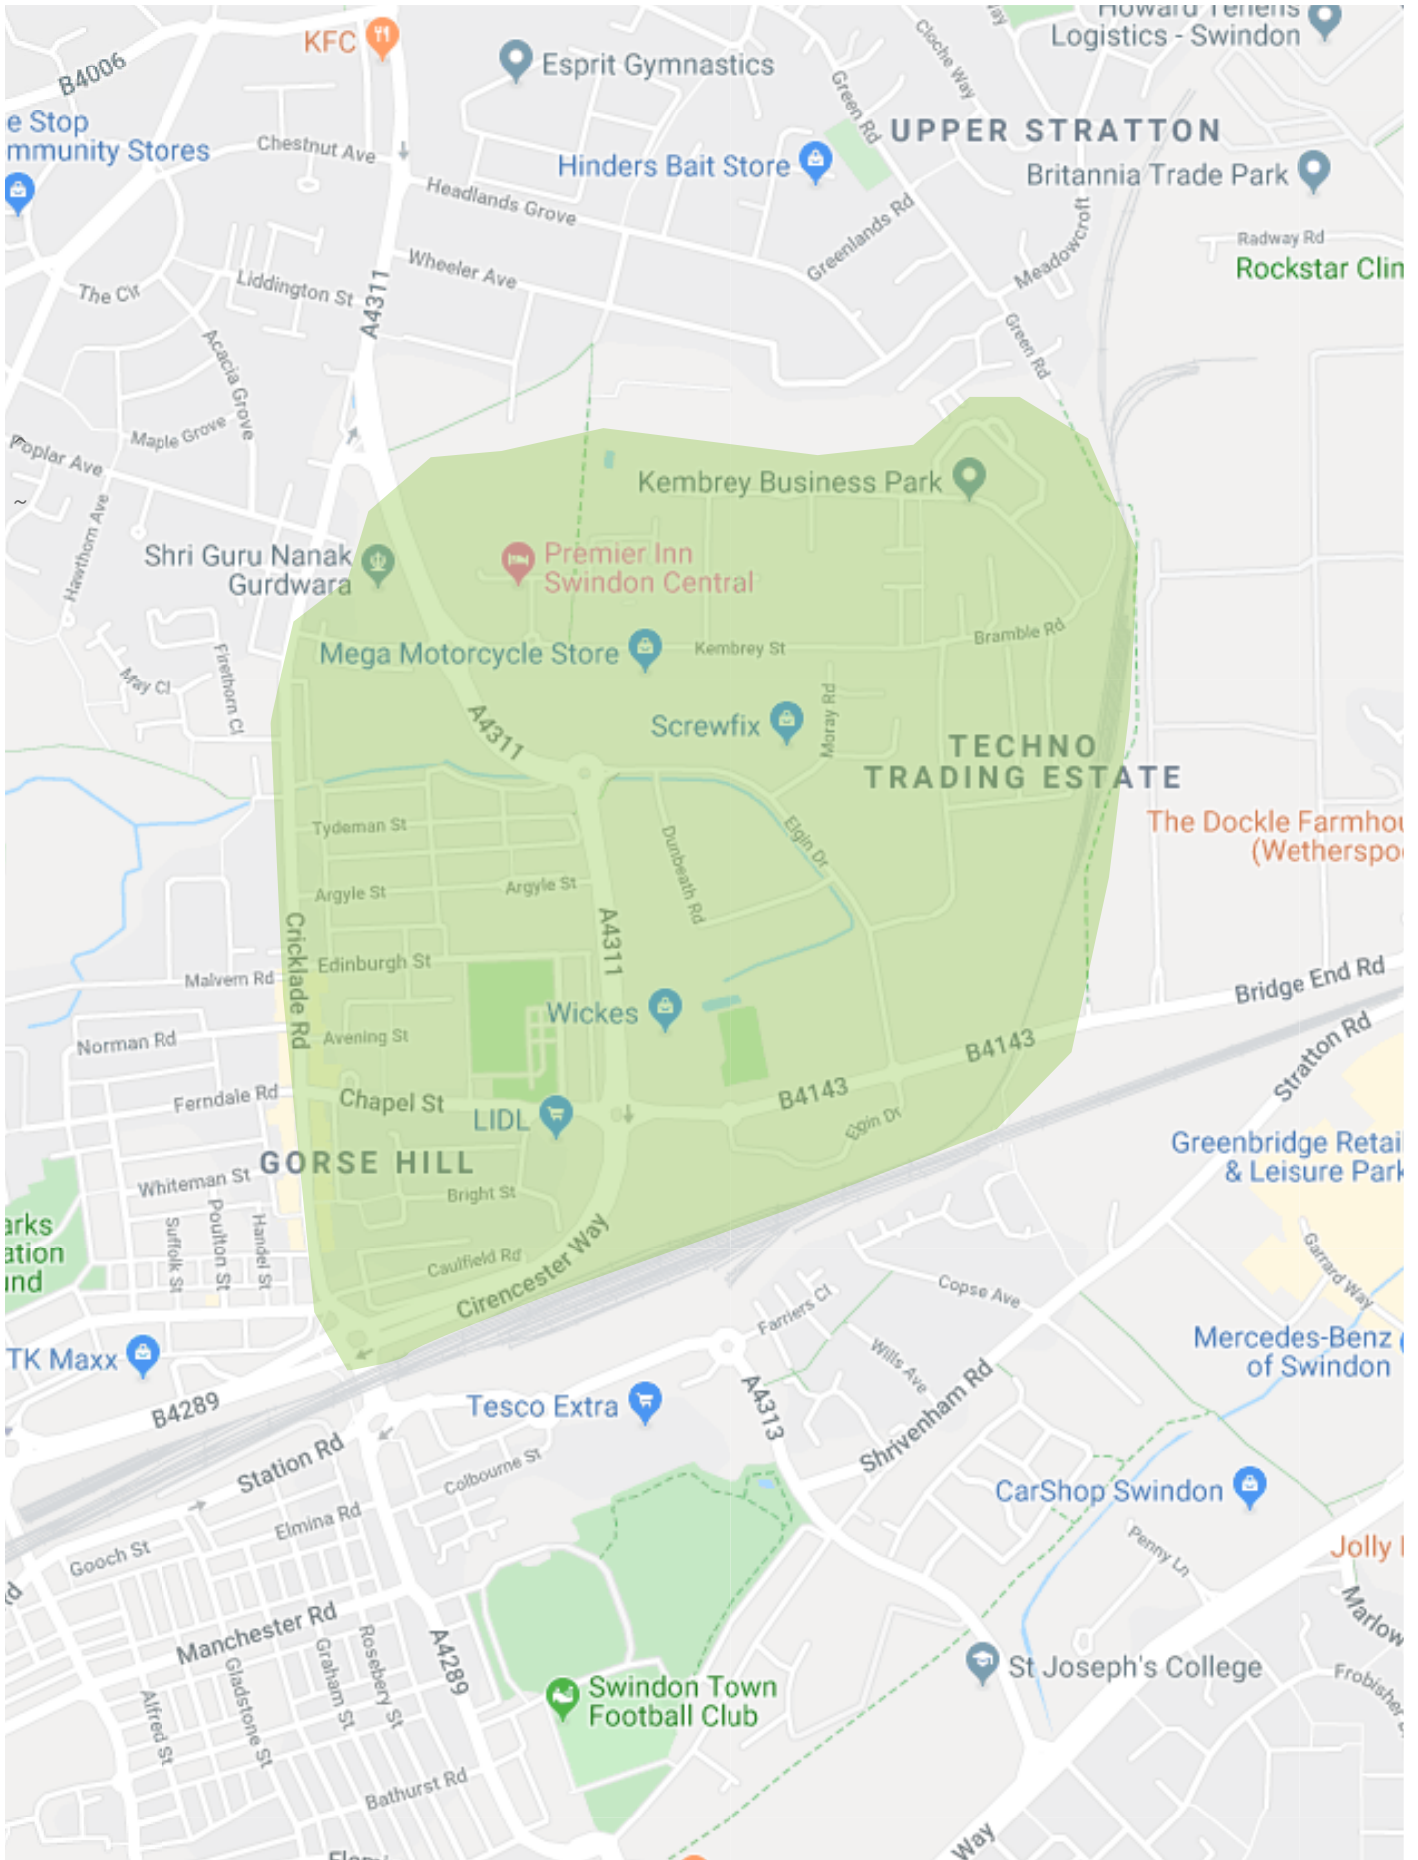 KFC
B4006
Esprit Gymnastics
Cloche Way
Howard Tenens
Logistics - Swindon
e Stop
mmunity Stores
Chestnut Ave
Green Rd
UPPER STRATTON
Hinders Bait Store
Britannia Trade Park
Headlands Grove
Greenlands Rd
Meadowcroft
Radway Rd
Rockstar Clim
Wheeler Ave
Liddington St
The Cir
A4311
Acacia Grove
Green Rd
Maple Grove
Poplar Ave
Hawthorn Ave
~
Kembrey Business Park
Shri Guru Nanak
Gurdwara
Premier Inn
Swindon Central
Bramble Rd
Mega Motorcycle Store
Kembrey St
May Cl
Firethorn Cl
A4311
Screwfix
Moray Rd
TECHNO
TRADING ESTATE
Tydeman St
Elgin Dr
The Dockle Farmhou
(Wetherspo
Dunbeath Rd
Argyle St
Argyle St
Cricklade Rd
A4311
Edinburgh St
Malvern Rd
Bridge End Rd
Wickes
Avening St
Norman Rd
B4143
Stratton Rd
Ferndale Rd
Chapel St
LIDL
B4143
Elgin Dr
Greenbridge Retail
& Leisure Park
GORSE HILL
Whiteman St
Bright St
Suffolk St
Poulton St
Handel St
arks
ation
und
Caulfield Rd
Cirencester Way
Garrard Way
Copse Ave
Farriers Cl
TK Maxx
Wills Ave
Mercedes-Benz
of Swindon
B4289
Tesco Extra
A4313
Shrivenham Rd
Station Rd
Colbourne St
CarShop Swindon
Elmina Rd
Gooch St
Penny Ln
Jolly
Manchester Rd
Marlow
Rosebery St
Graham St
Gladstone St
A4289
Alfred St
St Joseph's College
Frobisher
Swindon Town
Football Club
Bathurst Rd
Way